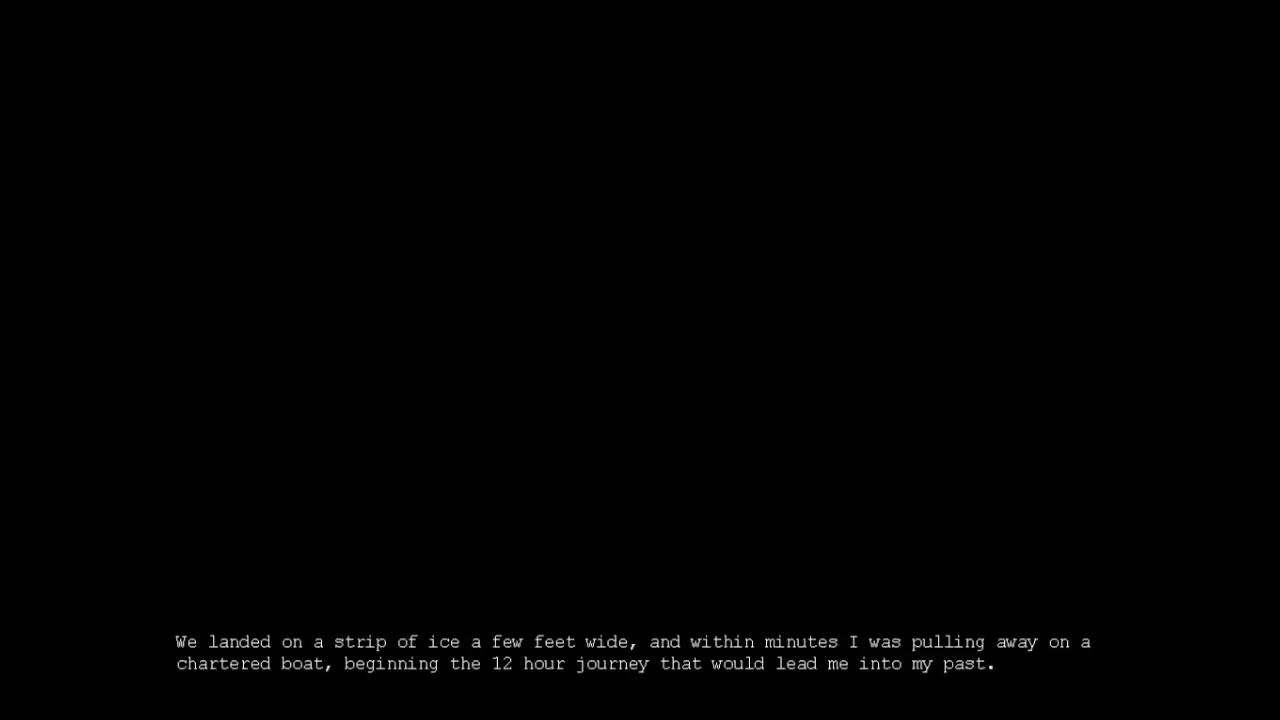 We landed on a strip of ice a few feet wide, and within minutes I was pulling away on a
chartered boat, beginning the 12 hour journey that would lead me into my past.